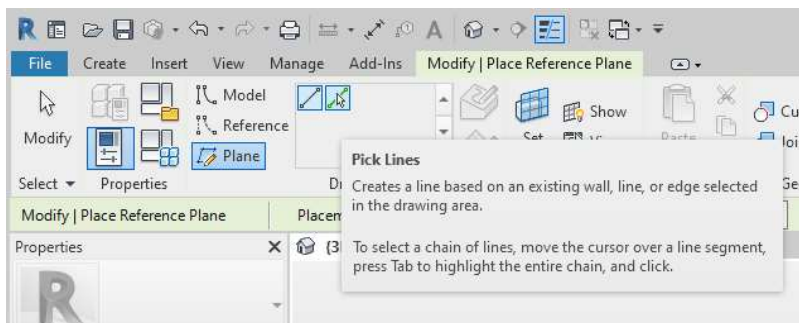 File Create Insert View Manage Add-Ins Modify | Place Reference Plane
Model
Reference
Plane
Modify
Show
Set
Paste
Select Properties
Pick Lines
Creates a line based on an existing wall, line, or edge selected
in the drawing area.
To select a chain of lines, move the cursor over a line segment,
press Tab to highlight the entire chain, and click.
Modify | Place Reference Plane
Properties